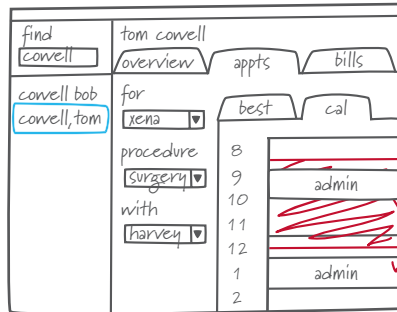 find
cowell
cowell bob
cowell, tom
tom cowell
overview
appts
bills
for
xena
procedure
surgery
with
harvey
best
cal
8
9
10
11
12
1
2
admin
admin